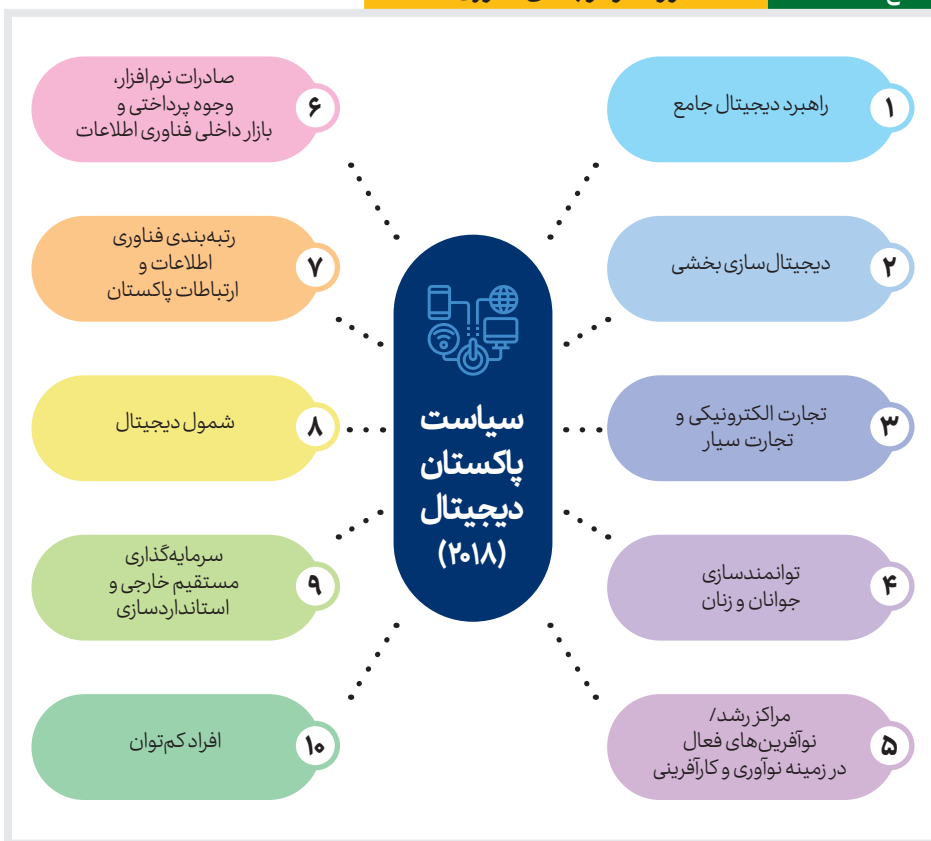 سیاست
پاکستان
دیجیتال
(۲۰۱۸)
۱
راهبرد دیجیتال جامع
۲
دیجیتال‌سازی بخشی
۳
تجارت الکترونیکی و
تجارت سیار
۴
توانمندسازی
جوانان و زنان
۵
مراکز رشد/
نوآفرین‌های فعال
در زمینه نوآوری و کارآفرینی
۶
صادرات نرم‌افزار،
وجوه پرداختی و
بازار داخلی فناوری اطلاعات
۷
رتبه‌بندی فناوری
اطلاعات و
ارتباطات پاکستان
۸
شمول دیجیتال
۹
سرمایه‌گذاری
مستقیم خارجی و
استانداردسازی
۱۰
افراد کم‌توان